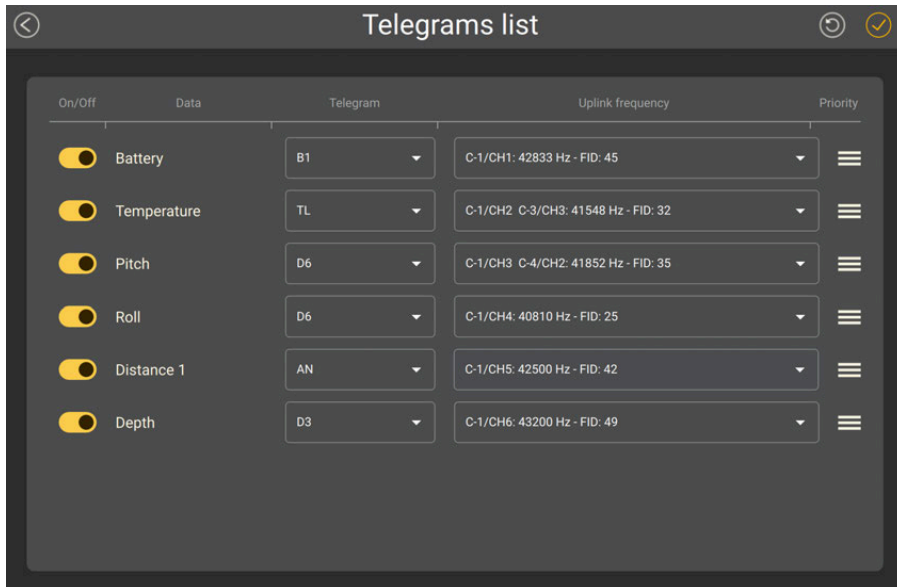 Telegrams list
On/Off Data Telegram Uplink frequency Priority
Battery B1 C-1/CH1: 42833 Hz - FID: 45
Temperature TL C-1/CH2 C-3/CH3: 41548 Hz - FID: 32
Pitch D6 C-1/CH3 C-4/CH2: 41852 Hz - FID: 35
Roll D6 C-1/CH4: 40810 Hz - FID: 25
Distance 1 AN C-1/CH5: 42500 Hz - FID: 42
Depth D3 C-1/CH6: 43200 Hz - FID: 49